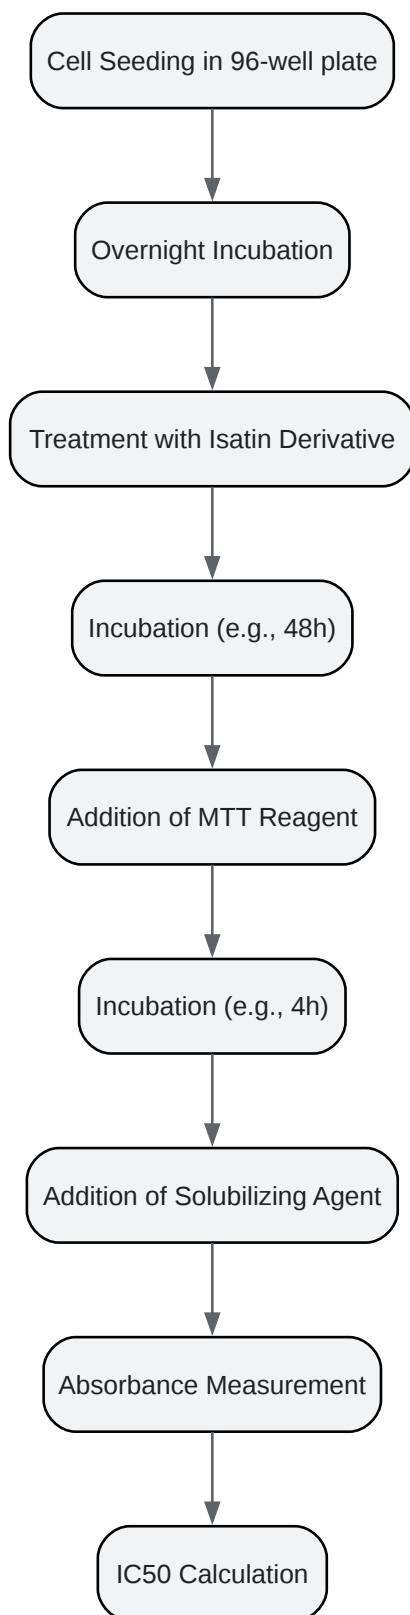 Cell Seeding in 96-well plate
Overnight Incubation
Treatment with Isatin Derivative
Incubation (e.g., 48h)
Addition of MTT Reagent
Incubation (e.g., 4h)
Addition of Solubilizing Agent
Absorbance Measurement
IC50 Calculation